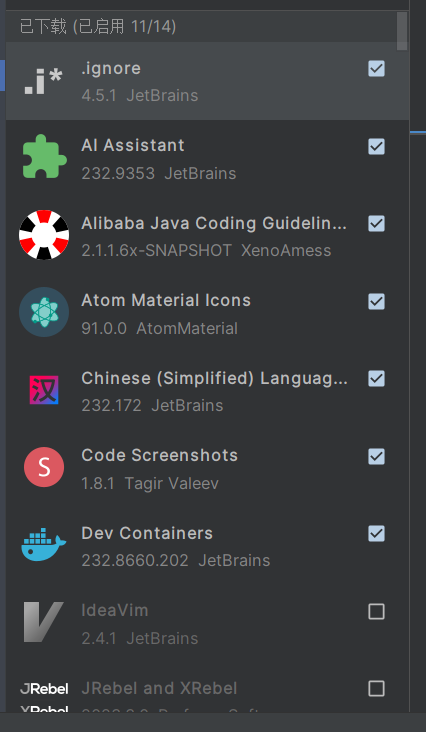 已下载 (已启用 11/14)
.i*
.ignore
4.5.1 JetBrains
AI Assistant
232.9353 JetBrains
Alibaba Java Coding Guidelin...
2.1.1.6x-SNAPSHOT XenoAmess
Atom Material Icons
91.0.0 AtomMaterial
汉
Chinese (Simplified) Languag...
232.172 JetBrains
S
Code Screenshots
1.8.1 Tagir Valeev
Dev Containers
232.8660.202 JetBrains
V
IdeaVim
2.4.1 JetBrains
JRebel
JRebel and XRebel
XRebel